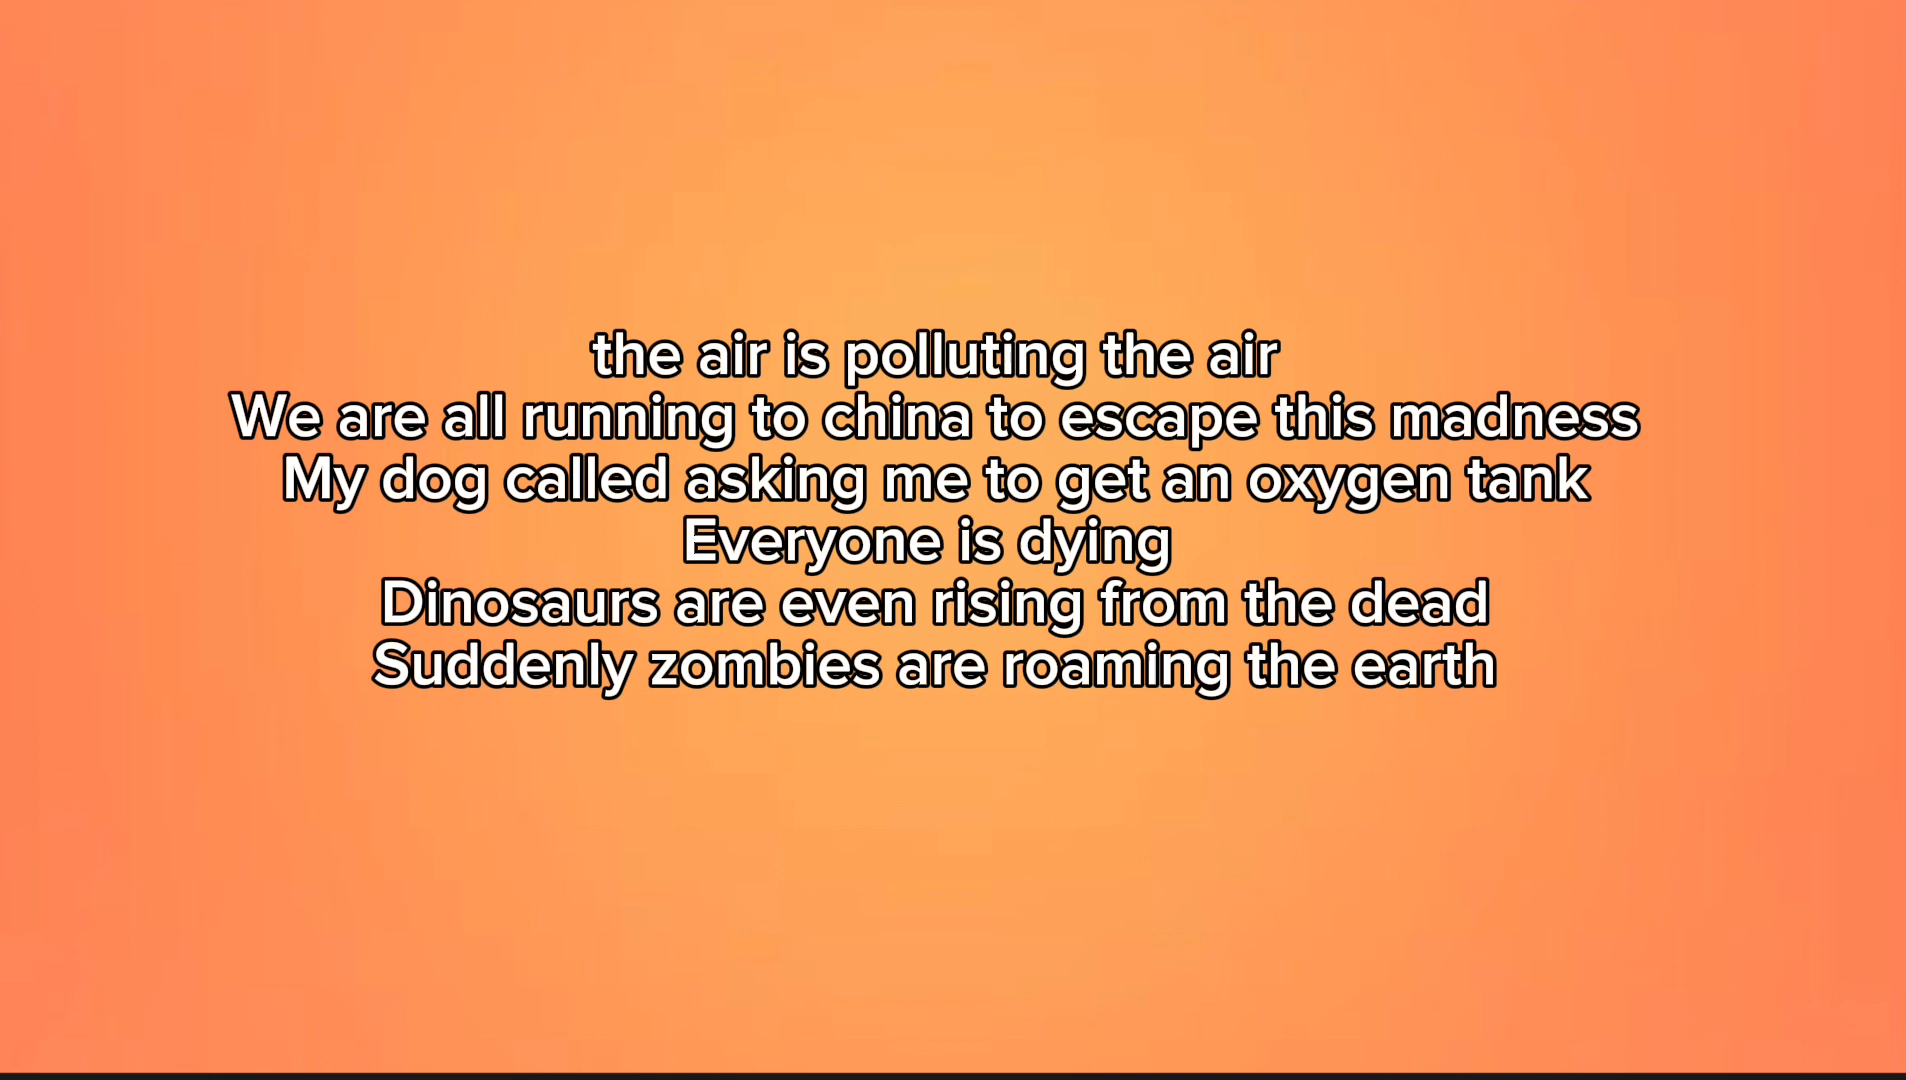 the air is polluting the air
We are all running to china to escape this madness
My dog called asking me to get an oxygen tank
Everyone is dying
Dinosaurs are even rising from the dead
Suddenly zombies are roaming the earth